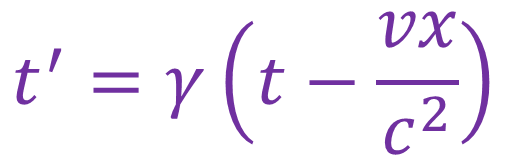 t′ = γ(t − vx/c²)